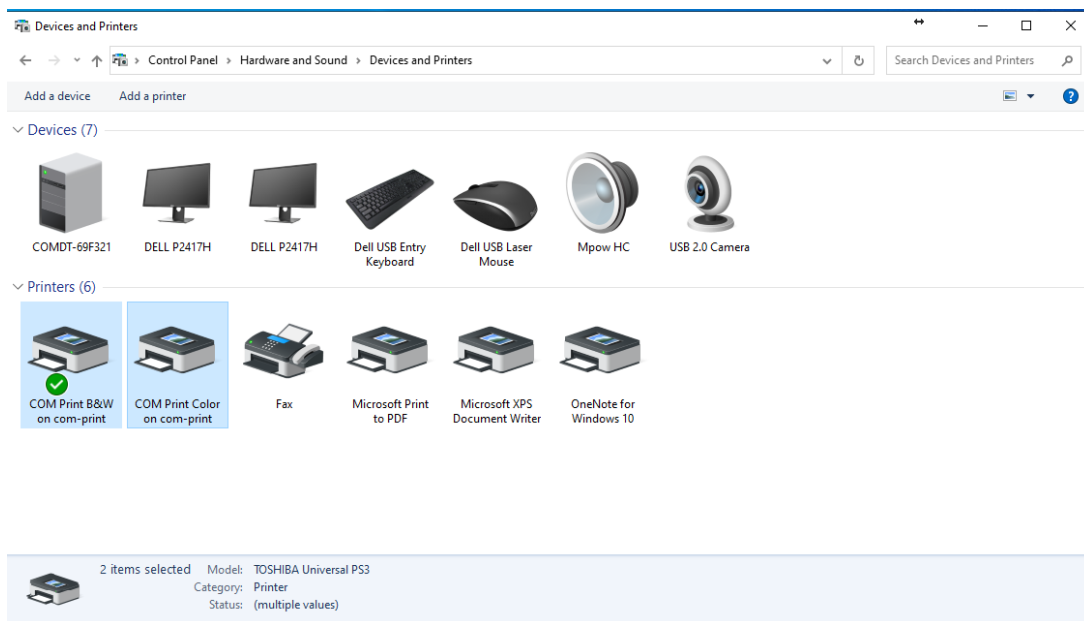 Devices and Printers
Control Panel > Hardware and Sound > Devices and Printers
Search Devices and Printers
Add a device Add a printer
Devices (7)
COMDT-69F321
DELL P2417H
DELL P2417H
Dell USB Entry
Keyboard
Dell USB Laser
Mouse
Mpow HC
USB 2.0 Camera
Printers (6)
COM Print B&W
on com-print
COM Print Color
on com-print
Fax
Microsoft Print
to PDF
Microsoft XPS
Document Writer
OneNote for
Windows 10
2 items selected Model: TOSHIBA Universal PS3
Category: Printer
Status: (multiple values)